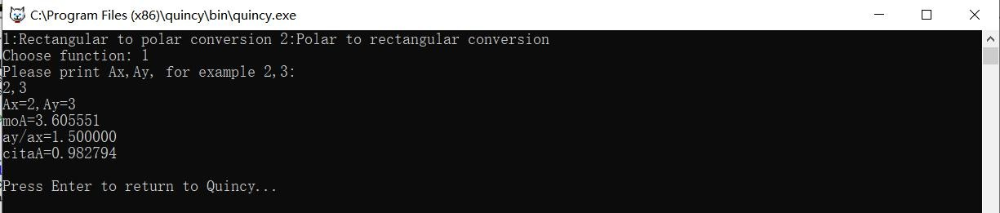 C:\Program Files (x86)\quincy\bin\quincy.exe
1:Rectangular to polar conversion 2:Polar to rectangular conversion
Choose function: 1
Please print Ax,Ay, for example 2,3:
2,3
Ax=2,Ay=3
moA=3.605551
ay/ax=1.500000
citaA=0.982794
Press Enter to return to Quincy...